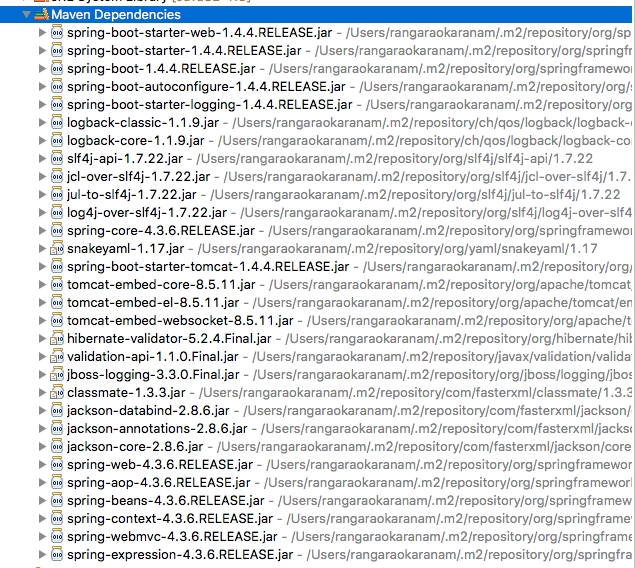 Maven Dependencies
spring-boot-starter-web-1.4.4.RELEASE.jar - /Users/rangaraokaranam/.m2/repository/org/sp
spring-boot-starter-1.4.4.RELEASE.jar - /Users/rangaraokaranam/.m2/repository/org/springf
spring-boot-1.4.4.RELEASE.jar - /Users/rangaraokaranam/.m2/repository/org/springframewor
spring-boot-autoconfigure-1.4.4.RELEASE.jar - /Users/rangaraokaranam/.m2/repository/org/
spring-boot-starter-logging-1.4.4.RELEASE.jar - /Users/rangaraokaranam/.m2/repository/org
logback-classic-1.1.9.jar - /Users/rangaraokaranam/.m2/repository/ch/qos/logback/logback-
logback-core-1.1.9.jar - /Users/rangaraokaranam/.m2/repository/ch/qos/logback/logback-co
slf4j-api-1.7.22.jar - /Users/rangaraokaranam/.m2/repository/org/slf4j/slf4j-api/1.7.22
jcl-over-slf4j-1.7.22.jar - /Users/rangaraokaranam/.m2/repository/org/slf4j/jcl-over-slf4j/1.
jul-to-slf4j-1.7.22.jar - /Users/rangaraokaranam/.m2/repository/org/slf4j/jul-to-slf4j/1.7.22
log4j-over-slf4j-1.7.22.jar - /Users/rangaraokaranam/.m2/repository/org/slf4j/log4j-over-slf4
spring-core-4.3.6.RELEASE.jar - /Users/rangaraokaranam/.m2/repository/org/springframewor
snakeyaml-1.17.jar - /Users/rangaraokaranam/.m2/repository/org/yaml/snakeyaml/1.17
spring-boot-starter-tomcat-1.4.4.RELEASE.jar - /Users/rangaraokaranam/.m2/repository/org,
tomcat-embed-core-8.5.11.jar - /Users/rangaraokaranam/.m2/repository/org/apache/tomcat,
tomcat-embed-el-8.5.11.jar - /Users/rangaraokaranam/.m2/repository/org/apache/tomcat/em
tomcat-embed-websocket-8.5.11.jar - /Users/rangaraokaranam/.m2/repository/org/apache/to
hibernate-validator-5.2.4.Final.jar - /Users/rangaraokaranam/.m2/repository/org/hibernate/hib
validation-api-1.1.0.Final.jar - /Users/rangaraokaranam/.m2/repository/javax/validation/valida
jboss-logging-3.3.0.Final.jar - /Users/rangaraokaranam/.m2/repository/org/jboss/logging/jbos
classmate-1.3.3.jar - /Users/rangaraokaranam/.m2/repository/com/fasterxml/classmate/1.3.3
jackson-databind-2.8.6.jar - /Users/rangaraokaranam/.m2/repository/com/fasterxml/jackson/
jackson-annotations-2.8.6.jar - /Users/rangaraokaranam/.m2/repository/com/fasterxml/jacks
jackson-core-2.8.6.jar - /Users/rangaraokaranam/.m2/repository/com/fasterxml/jackson/core
spring-web-4.3.6.RELEASE.jar - /Users/rangaraokaranam/.m2/repository/org/springframework
spring-aop-4.3.6.RELEASE.jar - /Users/rangaraokaranam/.m2/repository/org/springframework
spring-beans-4.3.6.RELEASE.jar - /Users/rangaraokaranam/.m2/repository/org/springframew
spring-context-4.3.6.RELEASE.jar - /Users/rangaraokaranam/.m2/repository/org/springframe
spring-webmvc-4.3.6.RELEASE.jar - /Users/rangaraokaranam/.m2/repository/org/springframe
spring-expression-4.3.6.RELEASE.jar - /Users/rangaraokaranam/.m2/repository/org/springfra